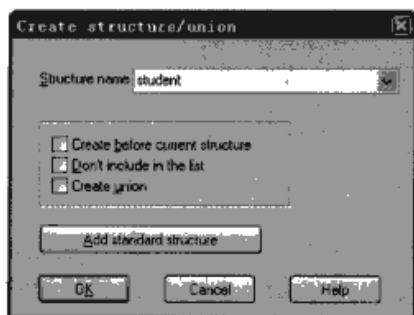 Create structure/union
Structure name student
Create before current structure
Don't include in the list
Create union
Add standard structure
OK Cancel Help